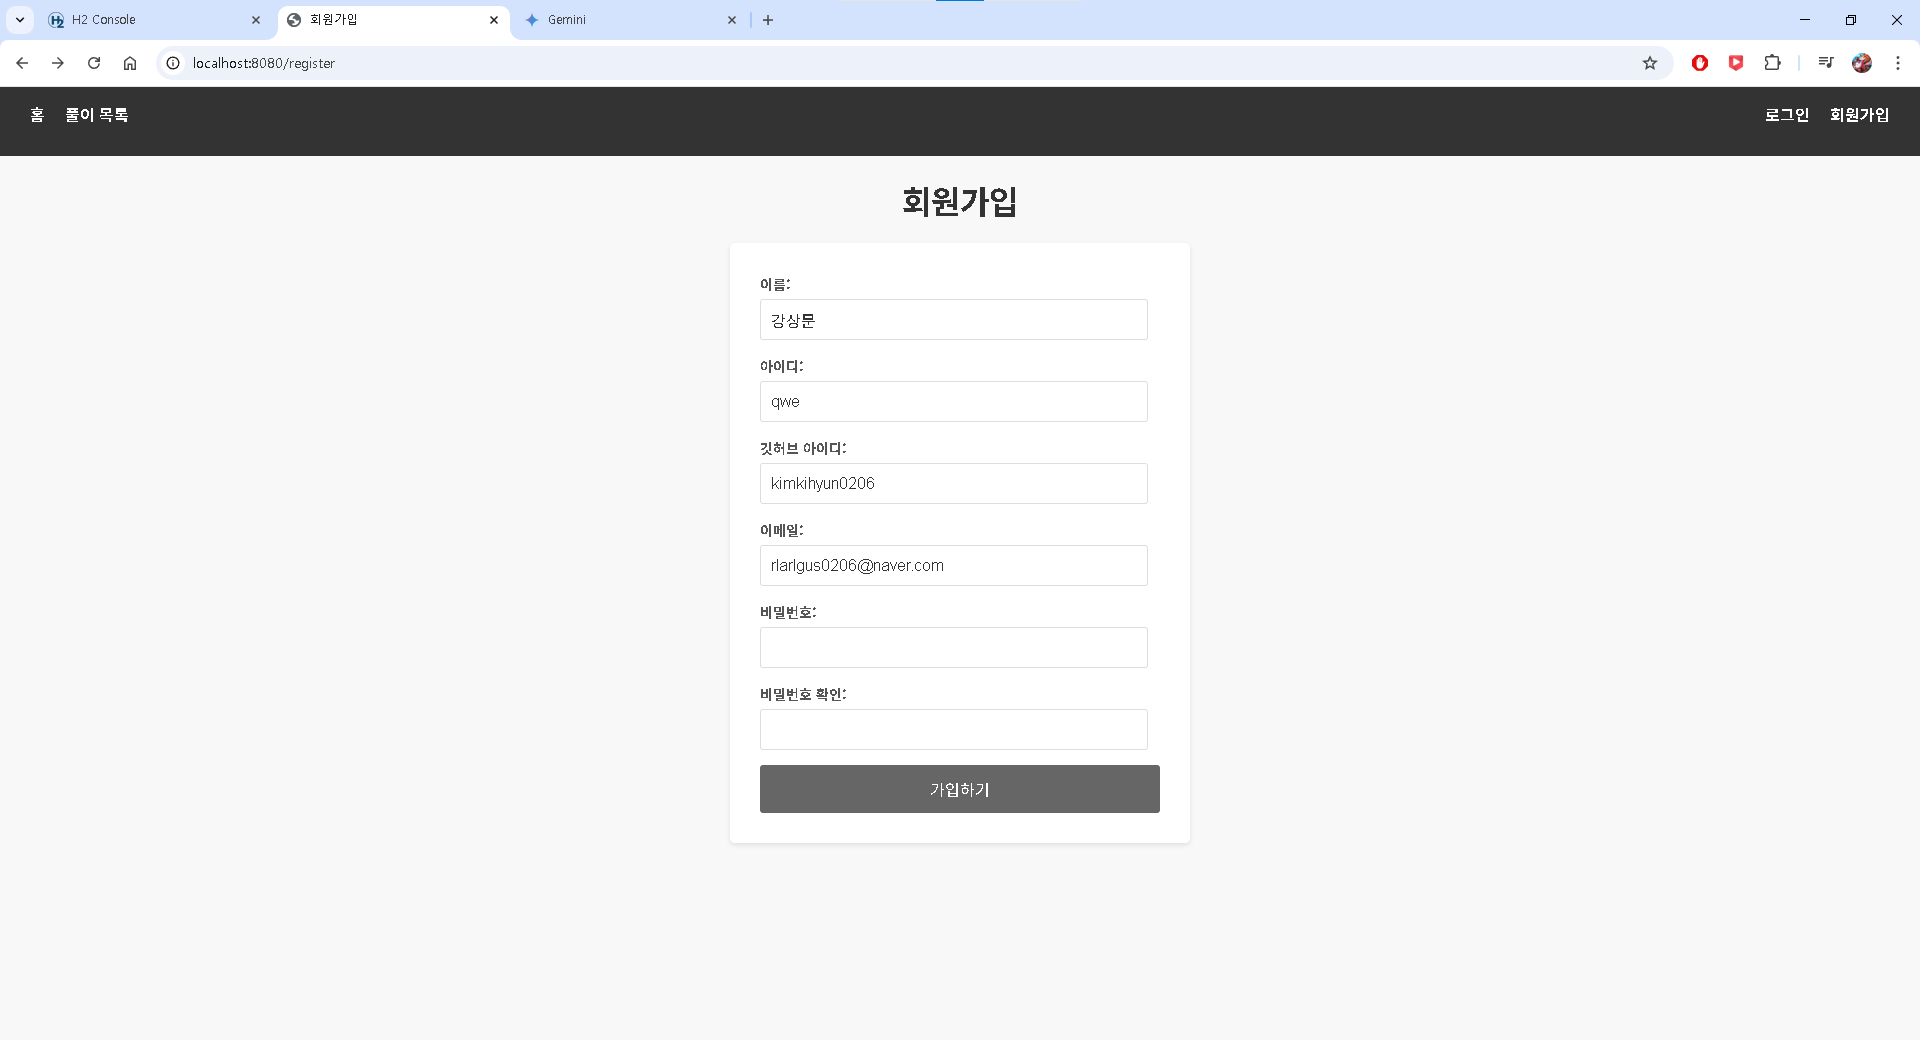 H2 Console
회원가입
Gemini
localhost:8080/register
홈 풀이 목록 로그인 회원가입
회원가입
이름:
강상문
아이디:
qwe
깃허브 아이디:
kimkihyun0206
이메일:
rlarlgus0206@naver.com
비밀번호:
비밀번호 확인:
가입하기